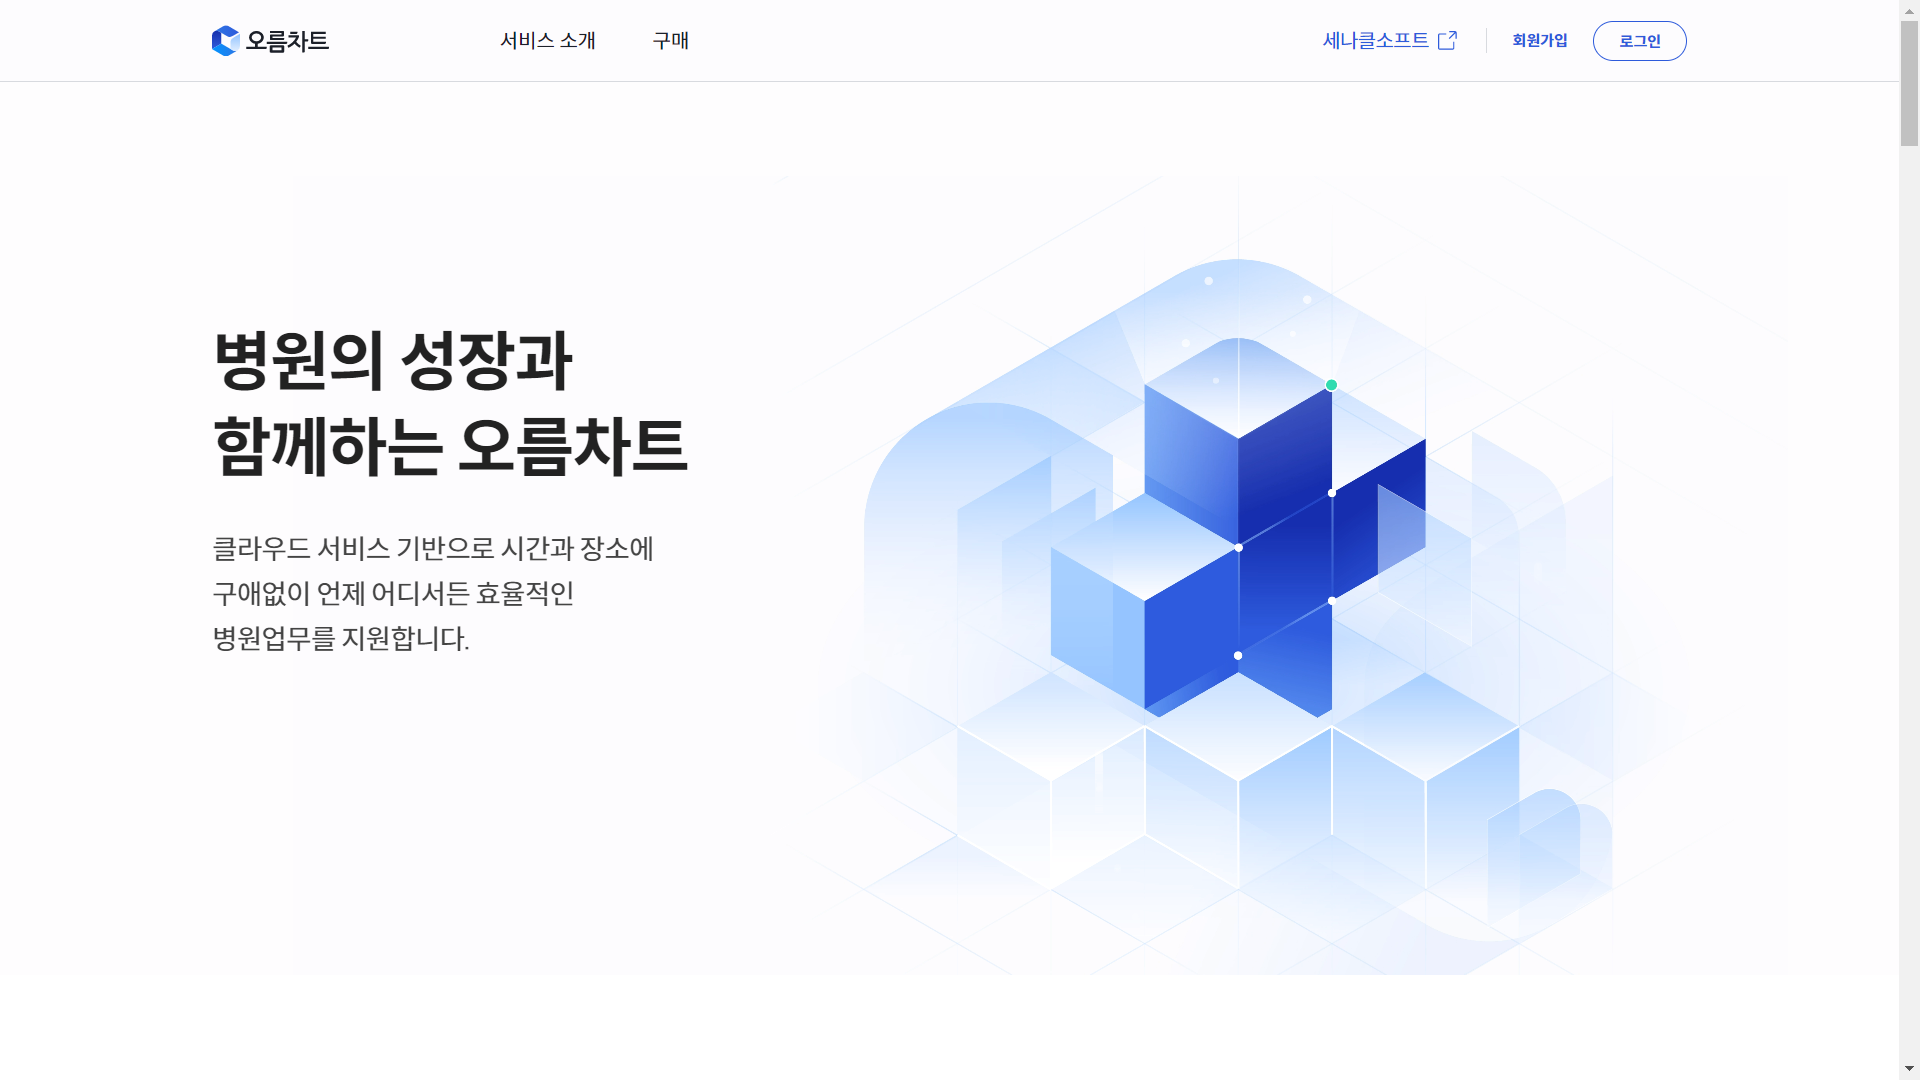 오름차트
서비스 소개
구매
세나클소프트
회원가입
로그인
병원의 성장과
함께하는 오름차트
클라우드 서비스 기반으로 시간과 장소에
구애없이 언제 어디서든 효율적인
병원업무를 지원합니다.